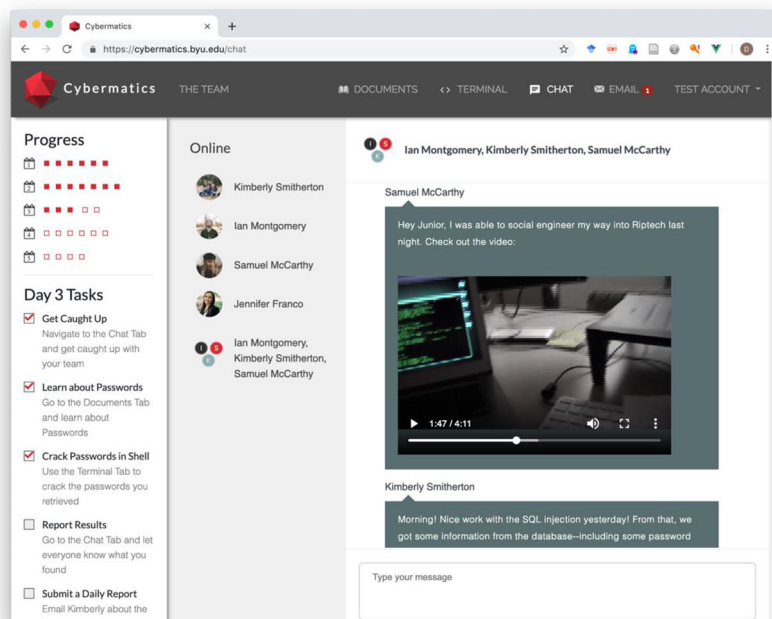 Cybermatics
https://cybermatics.byu.edu/chat
Cybermatics
THE TEAM
DOCUMENTS
<> TERMINAL
CHAT
EMAIL 1
TEST ACCOUNT
Progress
1
2
3
4
5
Day 3 Tasks
Get Caught Up
Navigate to the Chat Tab
and get caught up with
your team
Learn about Passwords
Go to the Documents Tab
and learn about
Passwords
Crack Passwords in Shell
Use the Terminal Tab to
crack the passwords you
retrieved
Report Results
Go to the Chat Tab and let
everyone know what you
found
Submit a Daily Report
Email Kimberly about the
Online
Kimberly Smitherton
Ian Montgomery
Samuel McCarthy
Jennifer Franco
I S
K
Ian Montgomery,
Kimberly Smitherton,
Samuel McCarthy
I S
K
Ian Montgomery, Kimberly Smitherton, Samuel McCarthy
Samuel McCarthy
Hey Junior, I was able to social engineer my way into Riptech last
night. Check out the video:
1:47 / 4:11
Kimberly Smitherton
Morning! Nice work with the SQL injection yesterday! From that, we
got some information from the database--including some password
Type your message